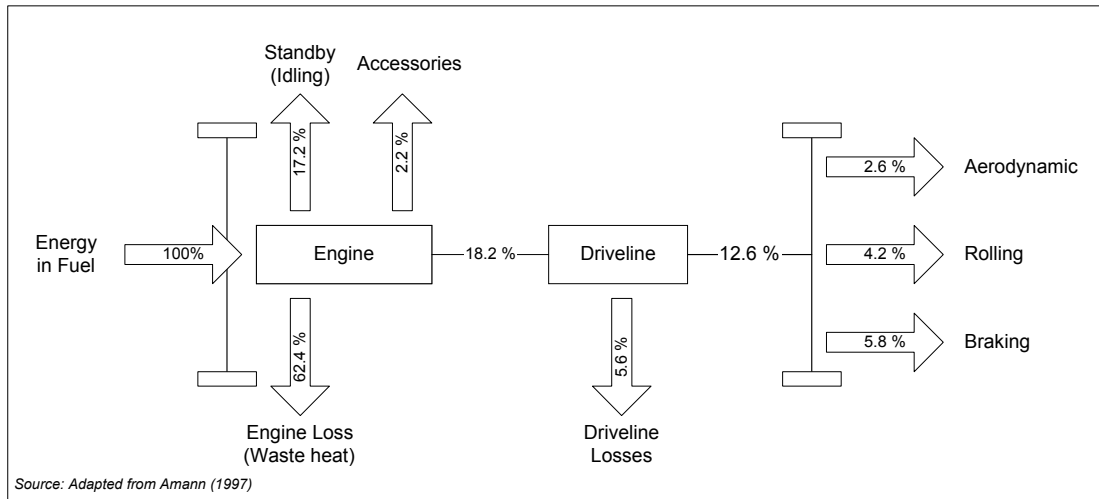 Standby
(Idling)
Accessories
17.2 %
2.2 %
2.6 %
Aerodynamic
Energy
in Fuel
100%
Engine
18.2 %
Driveline
12.6 %
4.2 %
Rolling
62.4 %
5.6 %
5.8 %
Braking
Engine Loss
(Waste heat)
Driveline
Losses
Source: Adapted from Amann (1997)